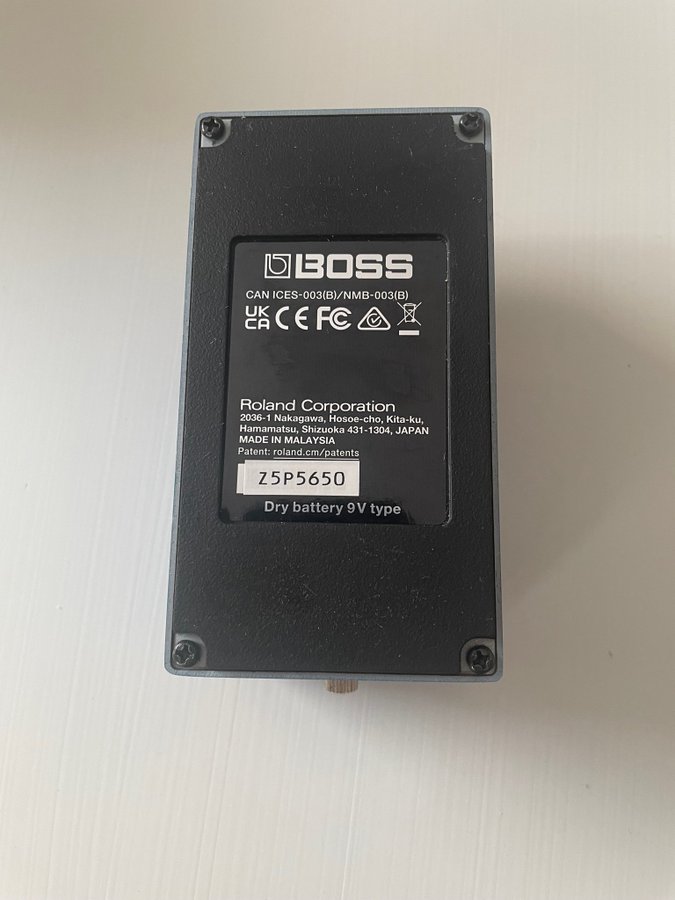 BOSS
CAN ICES-003(B)/NMB-003(B)
UK
CA CE FC
Roland Corporation
2036-1 Nakagawa, Hosoe-cho, Kita-ku,
Hamamatsu, Shizuoka 431-1304, JAPAN
MADE IN MALAYSIA
Patent: roland.cm/patents
Z5P5650
Dry battery 9V type